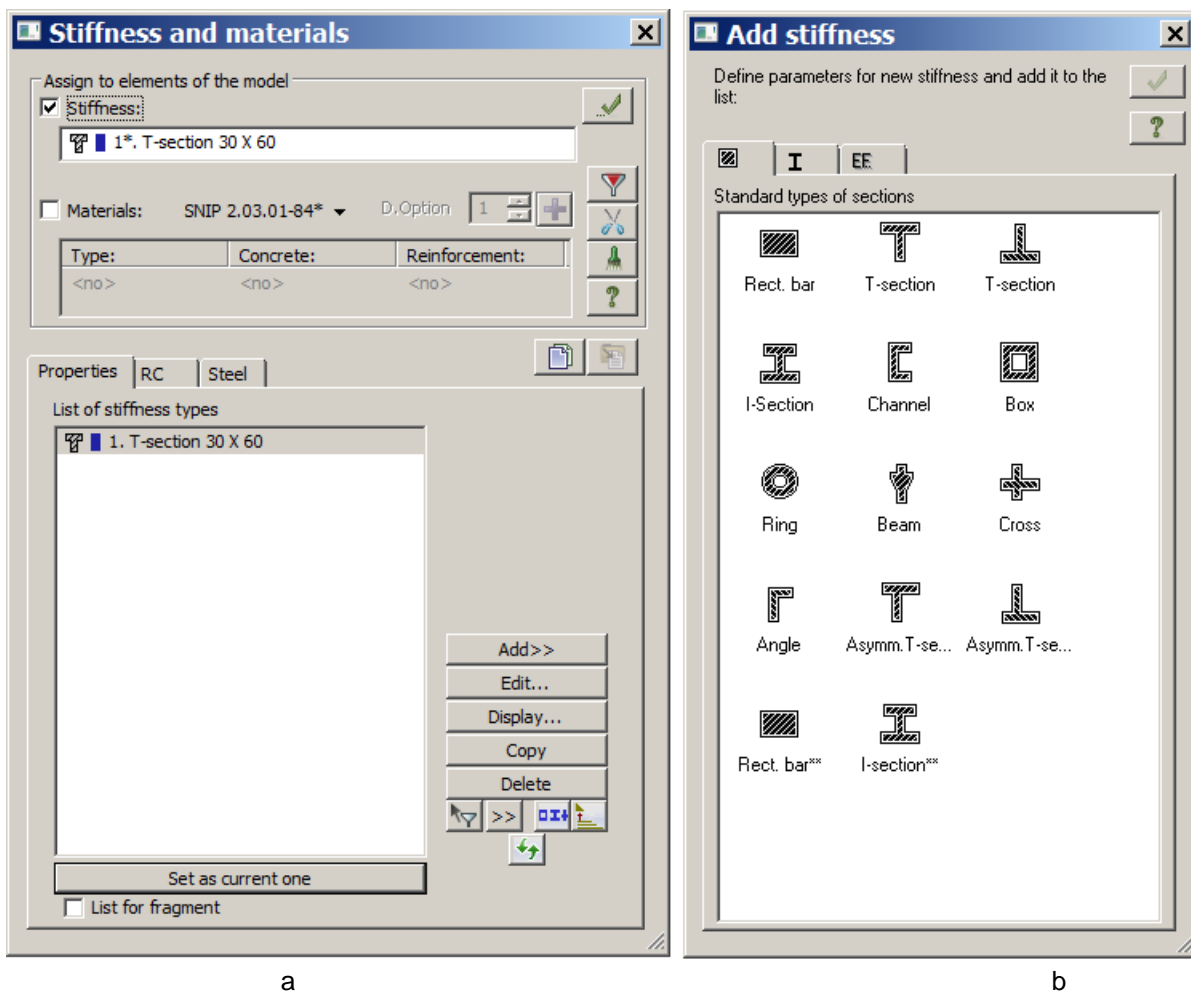 Stiffness and materials
Assign to elements of the model
Stiffness:
1*. T-section 30 X 60
Materials: SNIP 2.03.01-84* D.Option 1
Type: Concrete: Reinforcement:
<no> <no> <no>
Properties RC Steel
List of stiffness types
1. T-section 30 X 60
Add>>
Edit...
Display...
Copy
Delete
>>
Set as current one
List for fragment
a
Add stiffness
Define parameters for new stiffness and add it to the
list:
I EE
Standard types of sections
Rect. bar T-section T-section
I-Section Channel Box
Ring Beam Cross
Angle Asymm.T-se... Asymm.T-se...
Rect. bar** I-section**
b